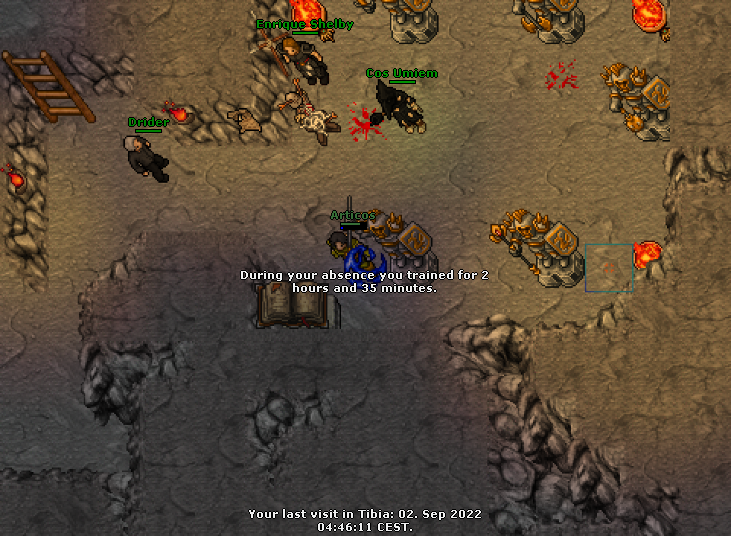 Enrique Shelby
Cos Umiem
Drider
Articos
During your absence you trained for 2
hours and 35 minutes.
Your last visit in Tibia: 02. Sep 2022
04:46:11 CEST.